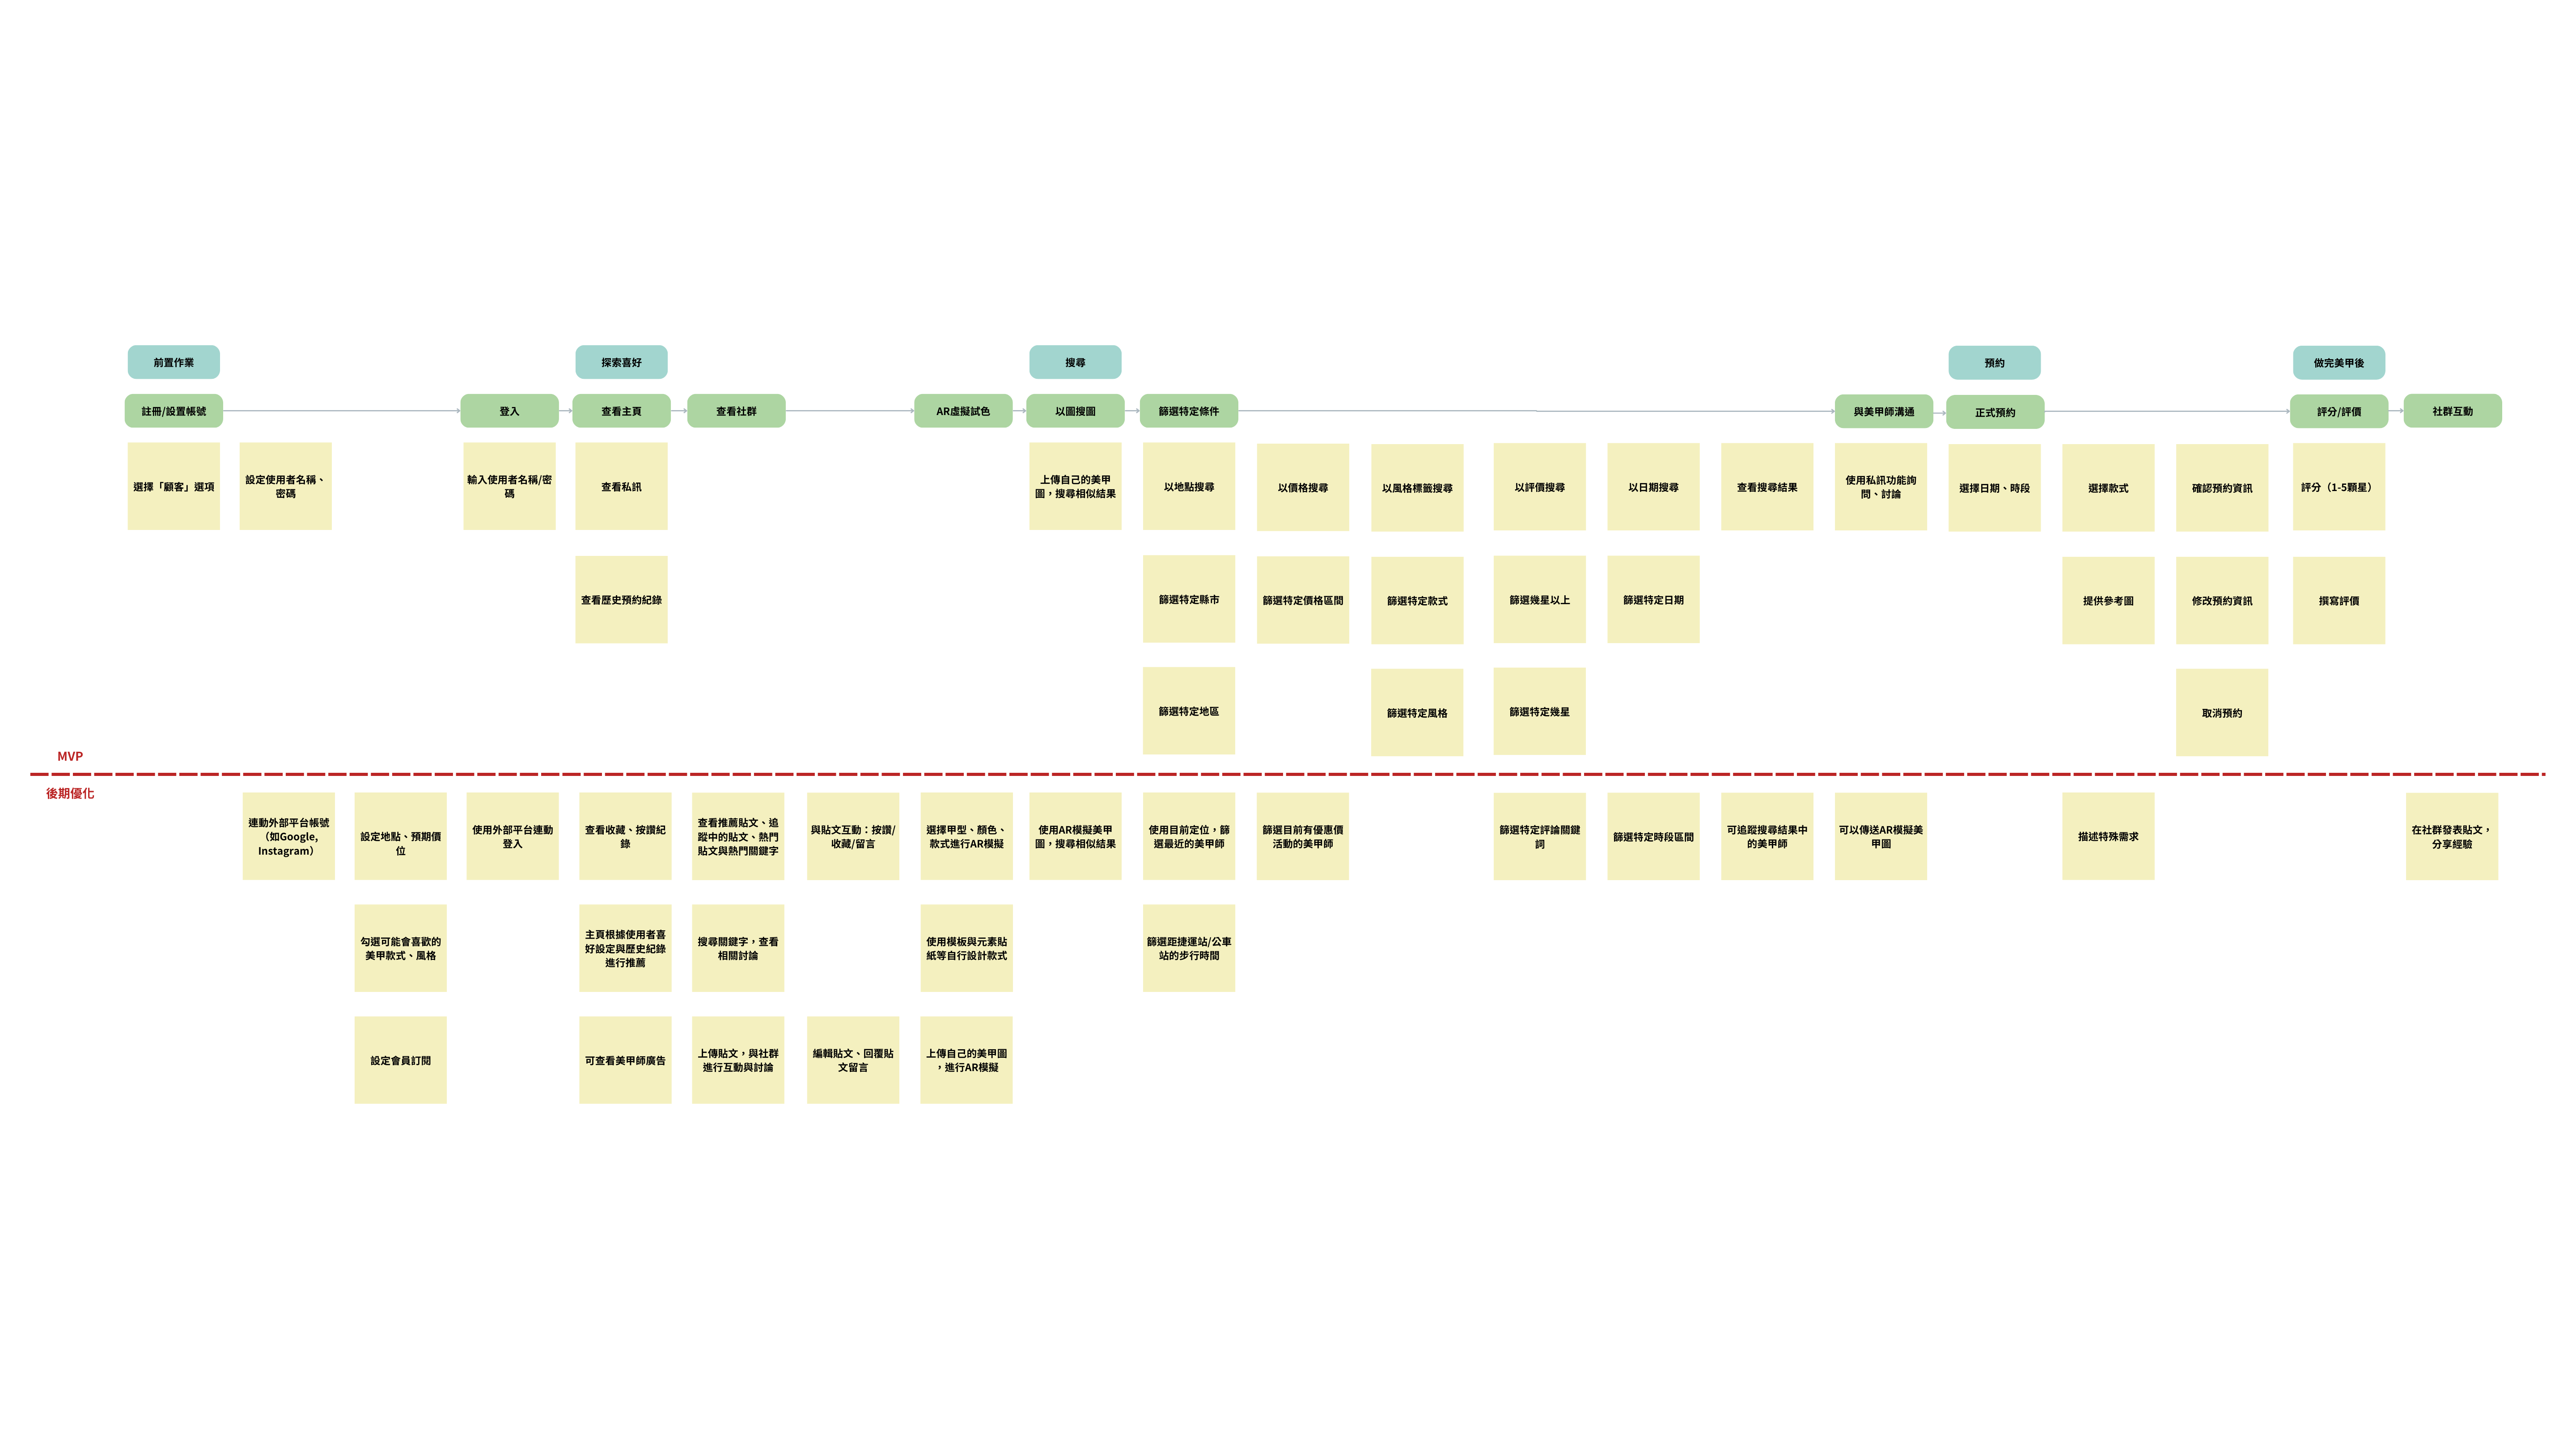 前置作業
探索喜好
搜尋
預約
做完美甲後
註冊/設置帳號
登入
查看主頁
查看社群
AR虛擬試色
以圖搜圖
篩選特定條件
與美甲師溝通
正式預約
評分/評價
社群互動
選擇「顧客」選項
設定使用者名稱、
密碼
輸入使用者名稱/密
碼
查看私訊
上傳自己的美甲
圖，搜尋相似結果
以地點搜尋
以價格搜尋
以風格標籤搜尋
以評價搜尋
以日期搜尋
查看搜尋結果
使用私訊功能詢
問、討論
選擇日期、時段
選擇款式
確認預約資訊
評分（1-5顆星）
查看歷史預約紀錄
篩選特定縣市
篩選特定價格區間
篩選特定款式
篩選幾星以上
篩選特定日期
提供參考圖
修改預約資訊
撰寫評價
篩選特定地區
篩選特定風格
篩選特定幾星
取消預約
MVP
後期優化
連動外部平台帳號
（如Google,
Instagram）
設定地點、預期價
位
使用外部平台連動
登入
查看收藏、按讚紀
錄
查看推薦貼文、追
蹤中的貼文、熱門
貼文與熱門關鍵字
與貼文互動：按讚/
收藏/留言
選擇甲型、顏色、
款式進行AR模擬
使用AR模擬美甲
圖，搜尋相似結果
使用目前定位，篩
選最近的美甲師
篩選目前有優惠價
活動的美甲師
篩選特定評論關鍵
詞
篩選特定時段區間
可追蹤搜尋結果中
的美甲師
可以傳送AR模擬美
甲圖
描述特殊需求
在社群發表貼文，
分享經驗
勾選可能會喜歡的
美甲款式、風格
主頁根據使用者喜
好設定與歷史紀錄
進行推薦
搜尋關鍵字，查看
相關討論
使用模板與元素貼
紙等自行設計款式
篩選距捷運站/公車
站的步行時間
設定會員訂閱
可查看美甲師廣告
上傳貼文，與社群
進行互動與討論
編輯貼文、回覆貼
文留言
上傳自己的美甲圖
，進行AR模擬